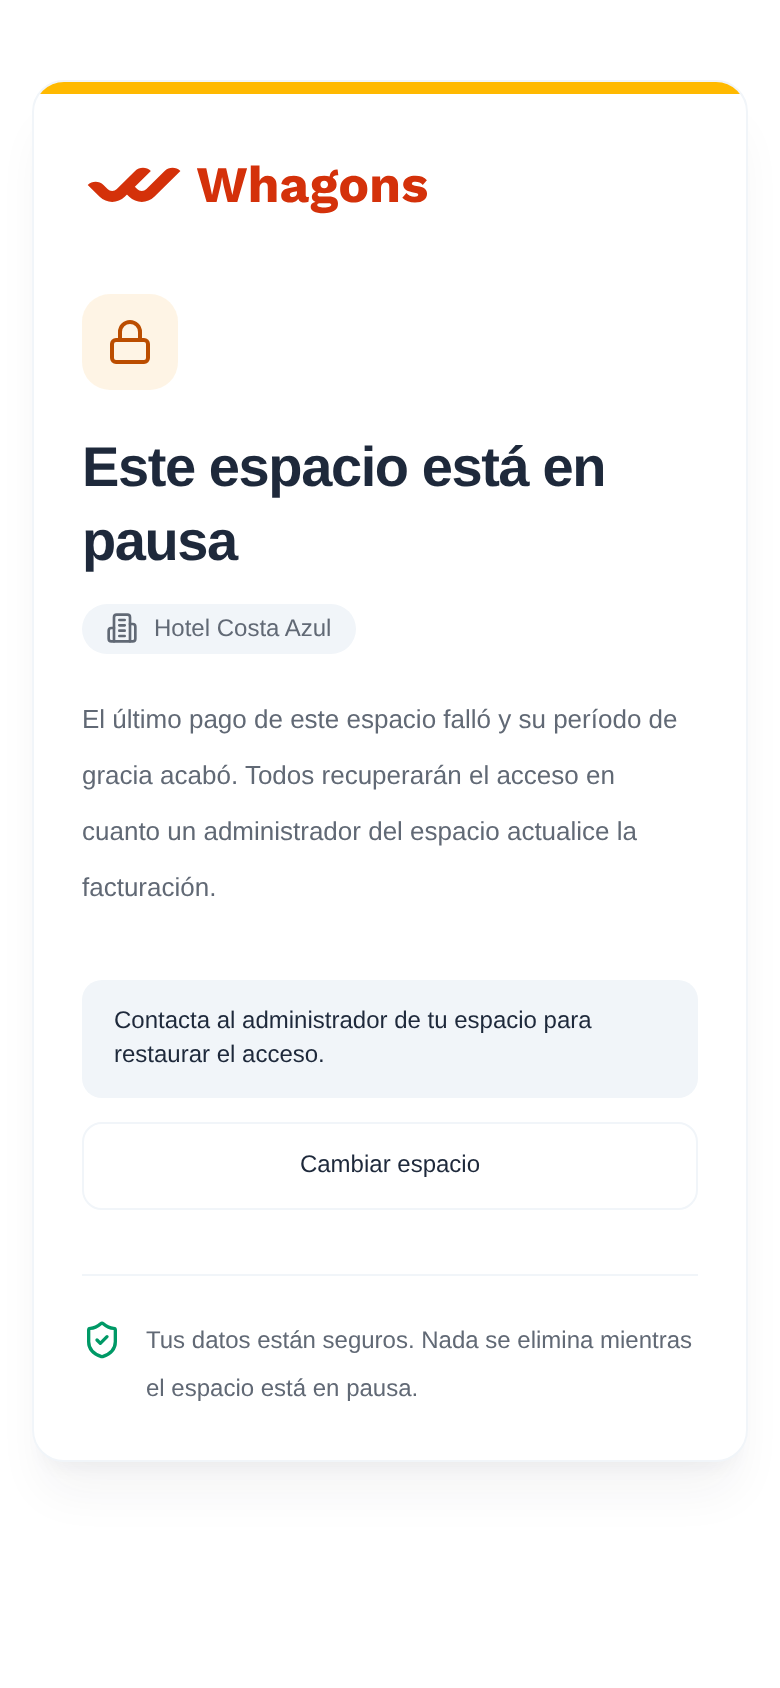 Whagons
Este espacio está en
pausa
Hotel Costa Azul
El último pago de este espacio falló y su período de
gracia acabó. Todos recuperarán el acceso en
cuanto un administrador del espacio actualice la
facturación.
Contacta al administrador de tu espacio para
restaurar el acceso.
Cambiar espacio
Tus datos están seguros. Nada se elimina mientras
el espacio está en pausa.